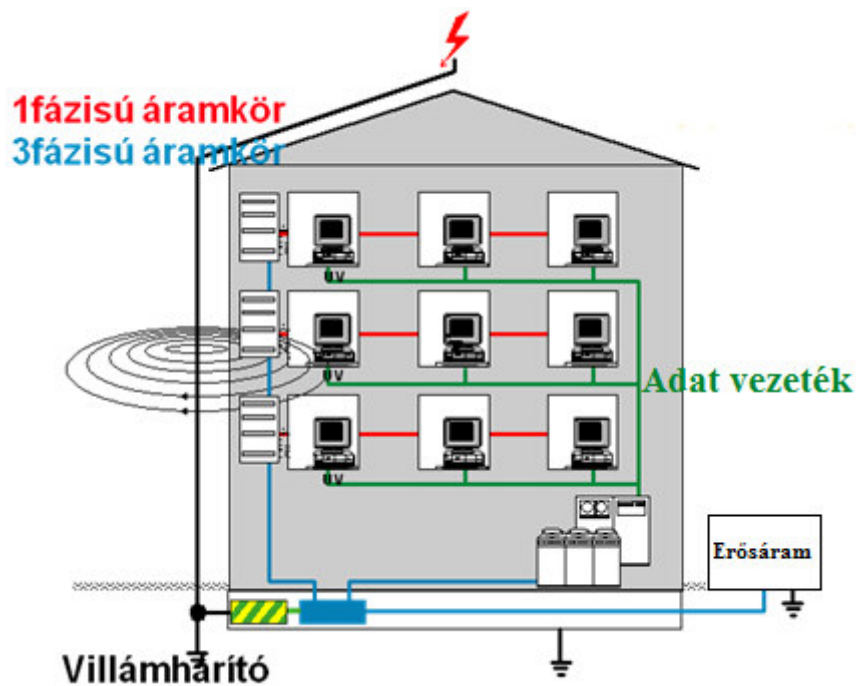 1fázisú áramkör
3fázisú áramkör
U.V
U.V
Adat vezeték
U.V
Erősáram
Villámhárító